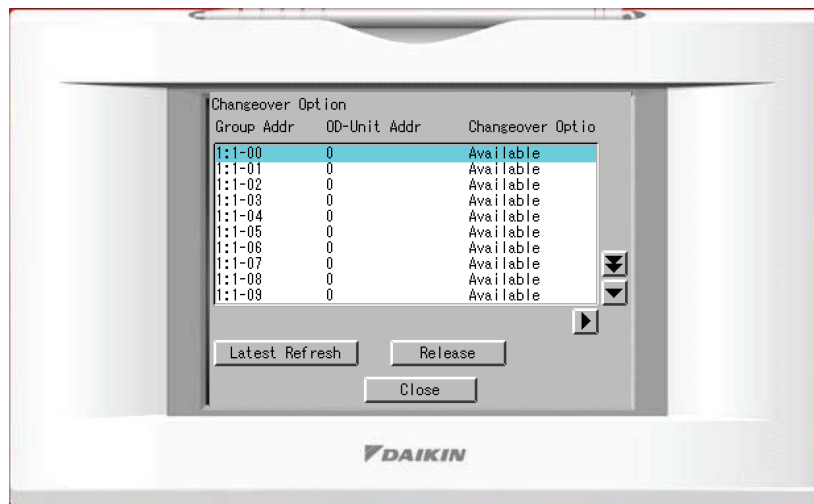 Changeover Option
Group Addr OD-Unit Addr Changeover Optio
1:1-00 0 Available
1:1-01 0 Available
1:1-02 0 Available
1:1-03 0 Available
1:1-04 0 Available
1:1-05 0 Available
1:1-06 0 Available
1:1-07 0 Available
1:1-08 0 Available
1:1-09 0 Available
Latest Refresh Release
Close
DAIKIN